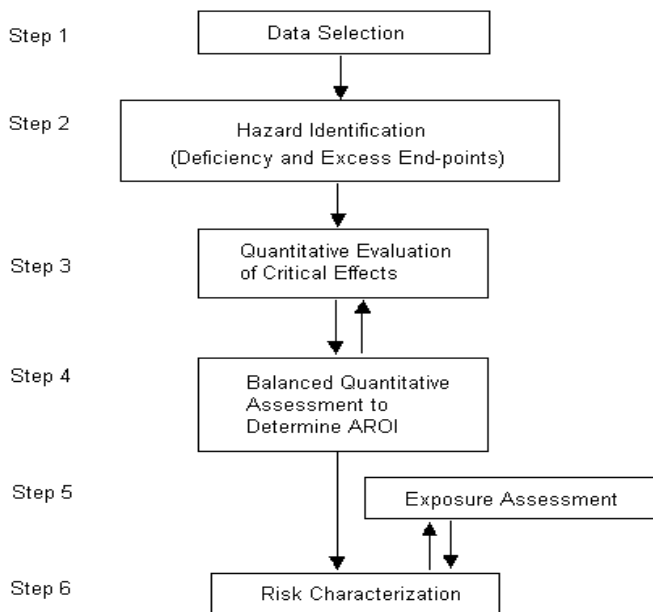 Step 1
Data Selection
Step 2
Hazard Identification
(Deficiency and Excess End-points)
Step 3
Quantitative Evaluation
of Critical Effects
Step 4
Balanced Quantitative
Assessment to
Determine AROI
Step 5
Exposure Assessment
Step 6
Risk Characterization